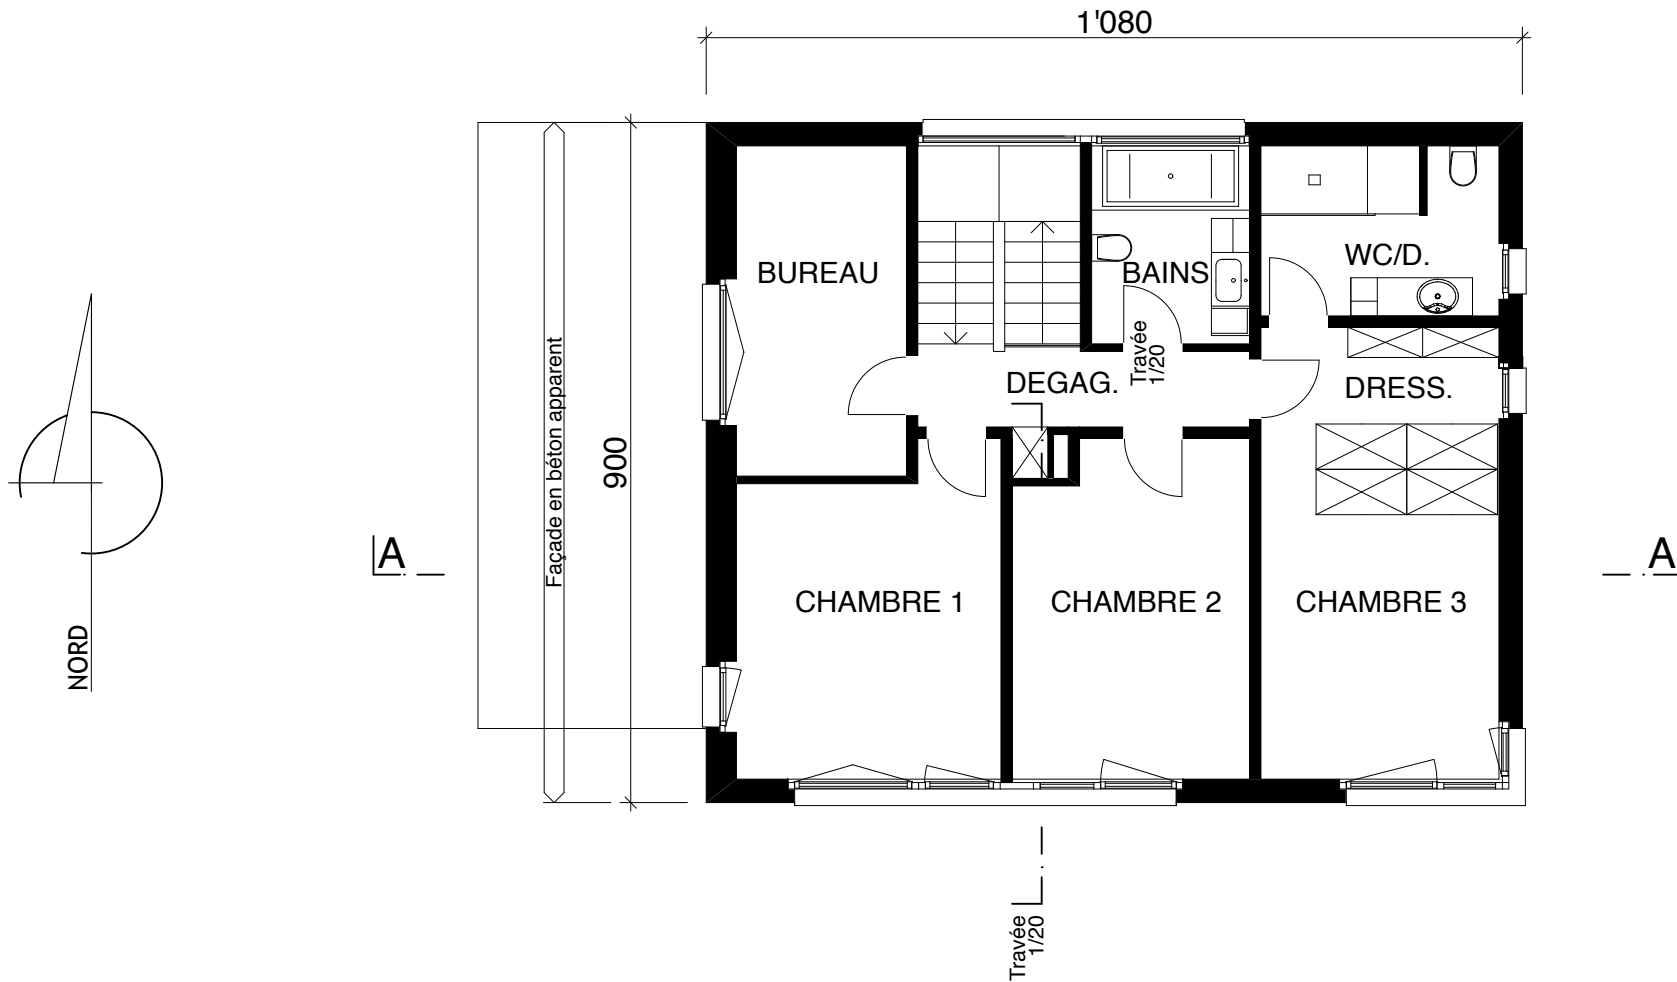 1'080
BUREAU
BAINS
WC/D.
Travée
1/20
DEGAG.
DRESS.
Façade en béton apparent
900
A
A
CHAMBRE 1
CHAMBRE 2
CHAMBRE 3
NORD
Travée
1/20